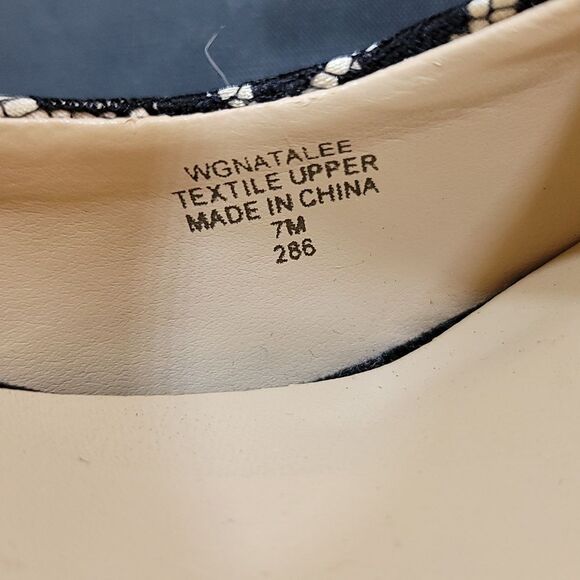 WGNATALEE
TEXTILE UPPER
MADE IN CHINA
7M
286